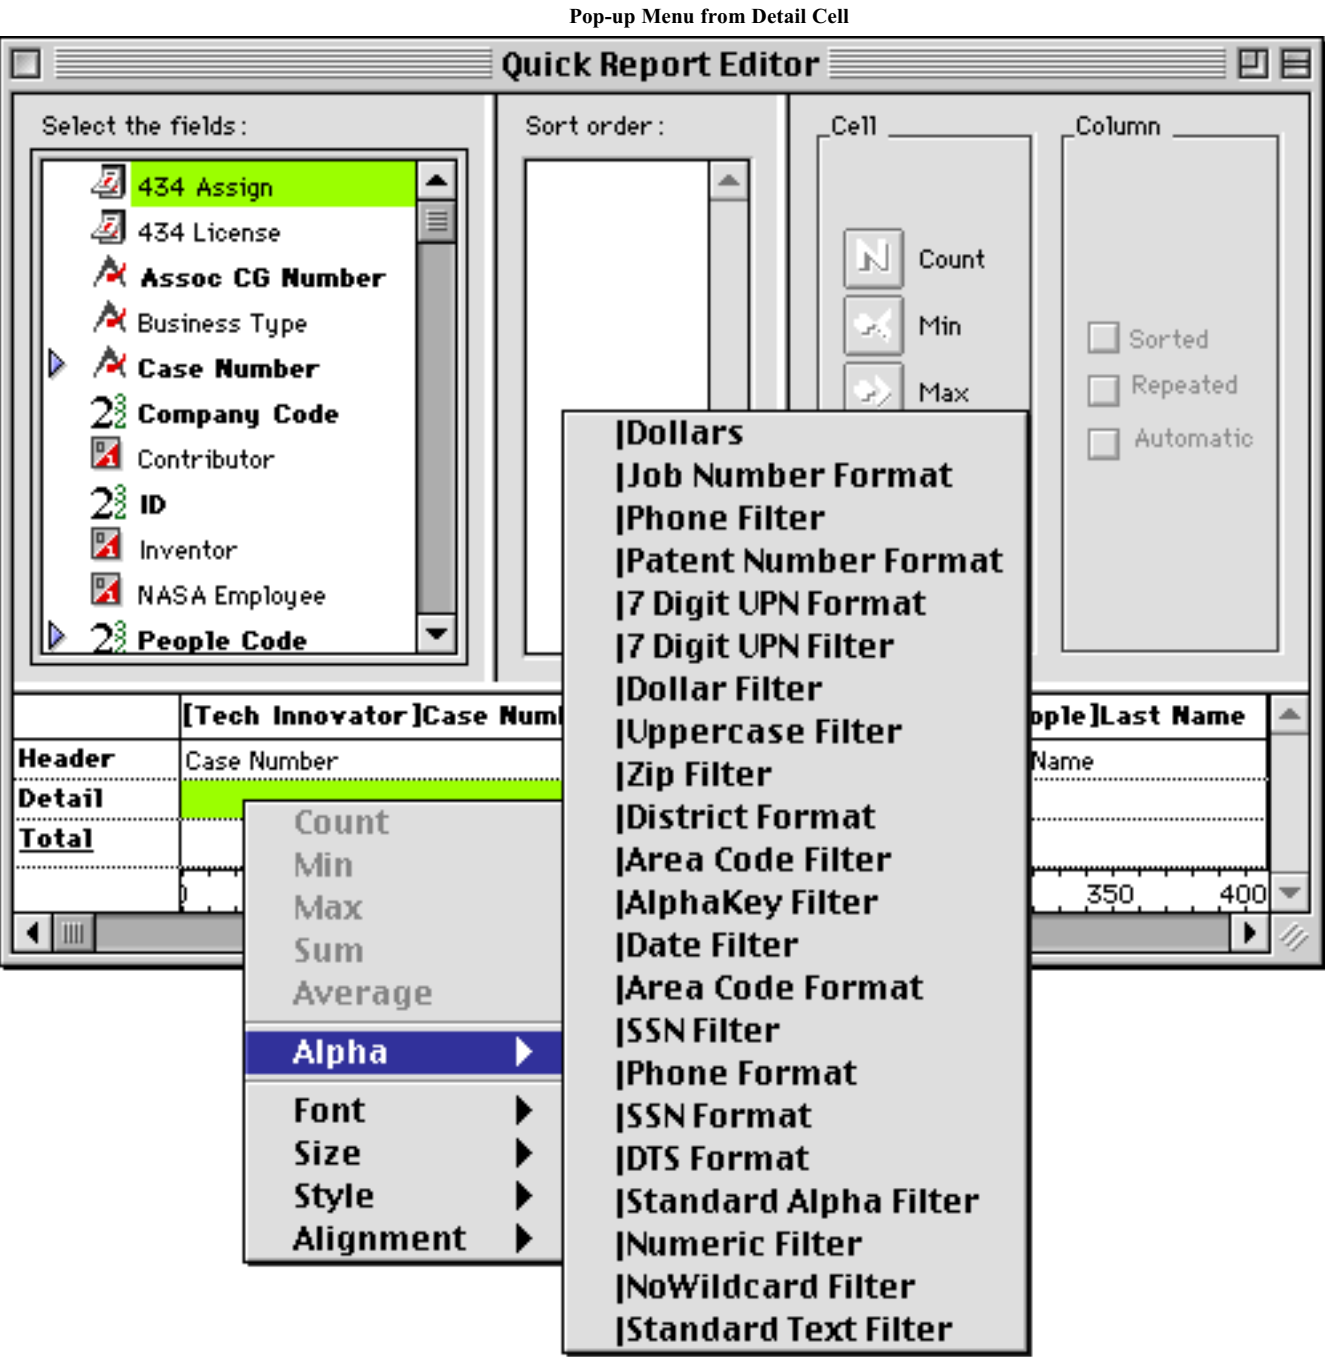 Pop-up Menu from Detail Cell
Quick Report Editor
Select the fields:
434 Assign
434 License
Assoc CG Number
Business Type
Case Number
Company Code
Contributor
ID
Inventor
NASA Employee
People Code
Sort order:
Cell
Count
Min
Max
Column
Sorted
Repeated
Automatic
[Tech Innovator]Case Numb
ople]Last Name
Header
Case Number
Name
Detail
Total
350 400
Count
Min
Max
Sum
Average
Alpha
Font
Size
Style
Alignment
|Dollars
|Job Number Format
|Phone Filter
|Patent Number Format
|7 Digit UPN Format
|7 Digit UPN Filter
|Dollar Filter
|Uppercase Filter
|Zip Filter
|District Format
|Area Code Filter
|AlphaKey Filter
|Date Filter
|Area Code Format
|SSN Filter
|Phone Format
|SSN Format
|DTS Format
|Standard Alpha Filter
|Numeric Filter
|NoWildcard Filter
|Standard Text Filter